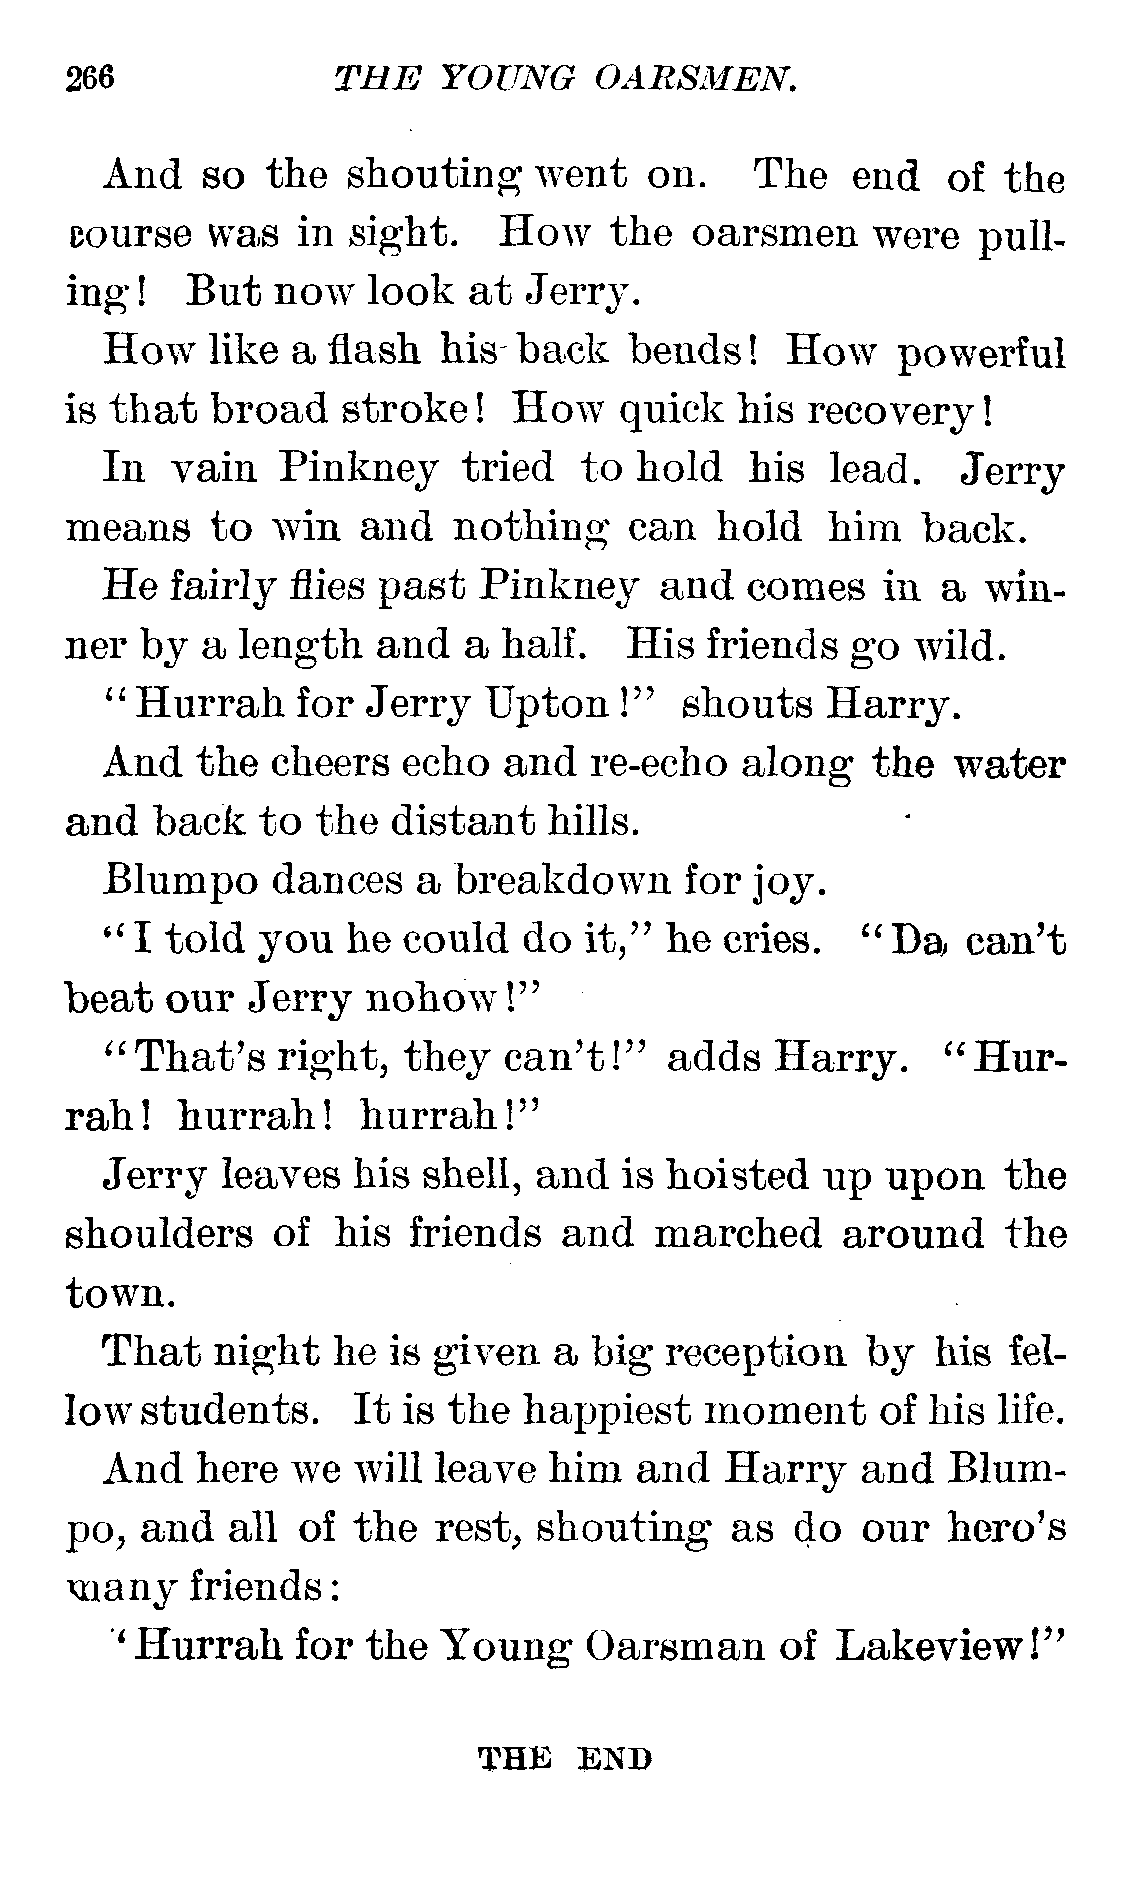 266 THE YOUNG OARSMEN.
And so the shouting went on. The end of the
course was in sight. How the oarsmen were pull-
ing! But now look at Jerry.
How like a flash his back bends! How powerful
is that broad stroke! How quick his recovery!
In vain Pinkney tried to hold his lead. Jerry
means to win and nothing can hold him back.
He fairly flies past Pinkney and comes in a win-
ner by a length and a half. His friends go wild.
"Hurrah for Jerry Upton!" shouts Harry.
And the cheers echo and re-echo along the water
and back to the distant hills.
Blumpo dances a breakdown for joy.
"I told you he could do it," he cries. "Da can't
beat our Jerry nohow!"
"That's right, they can't!" adds Harry. "Hur-
rah! hurrah! hurrah!"
Jerry leaves his shell, and is hoisted up upon the
shoulders of his friends and marched around the
town.
That night he is given a big reception by his fel-
low students. It is the happiest moment of his life.
And here we will leave him and Harry and Blum-
po, and all of the rest, shouting as do our hero's
many friends:
"Hurrah for the Young Oarsman of Lakeview!"
THE END